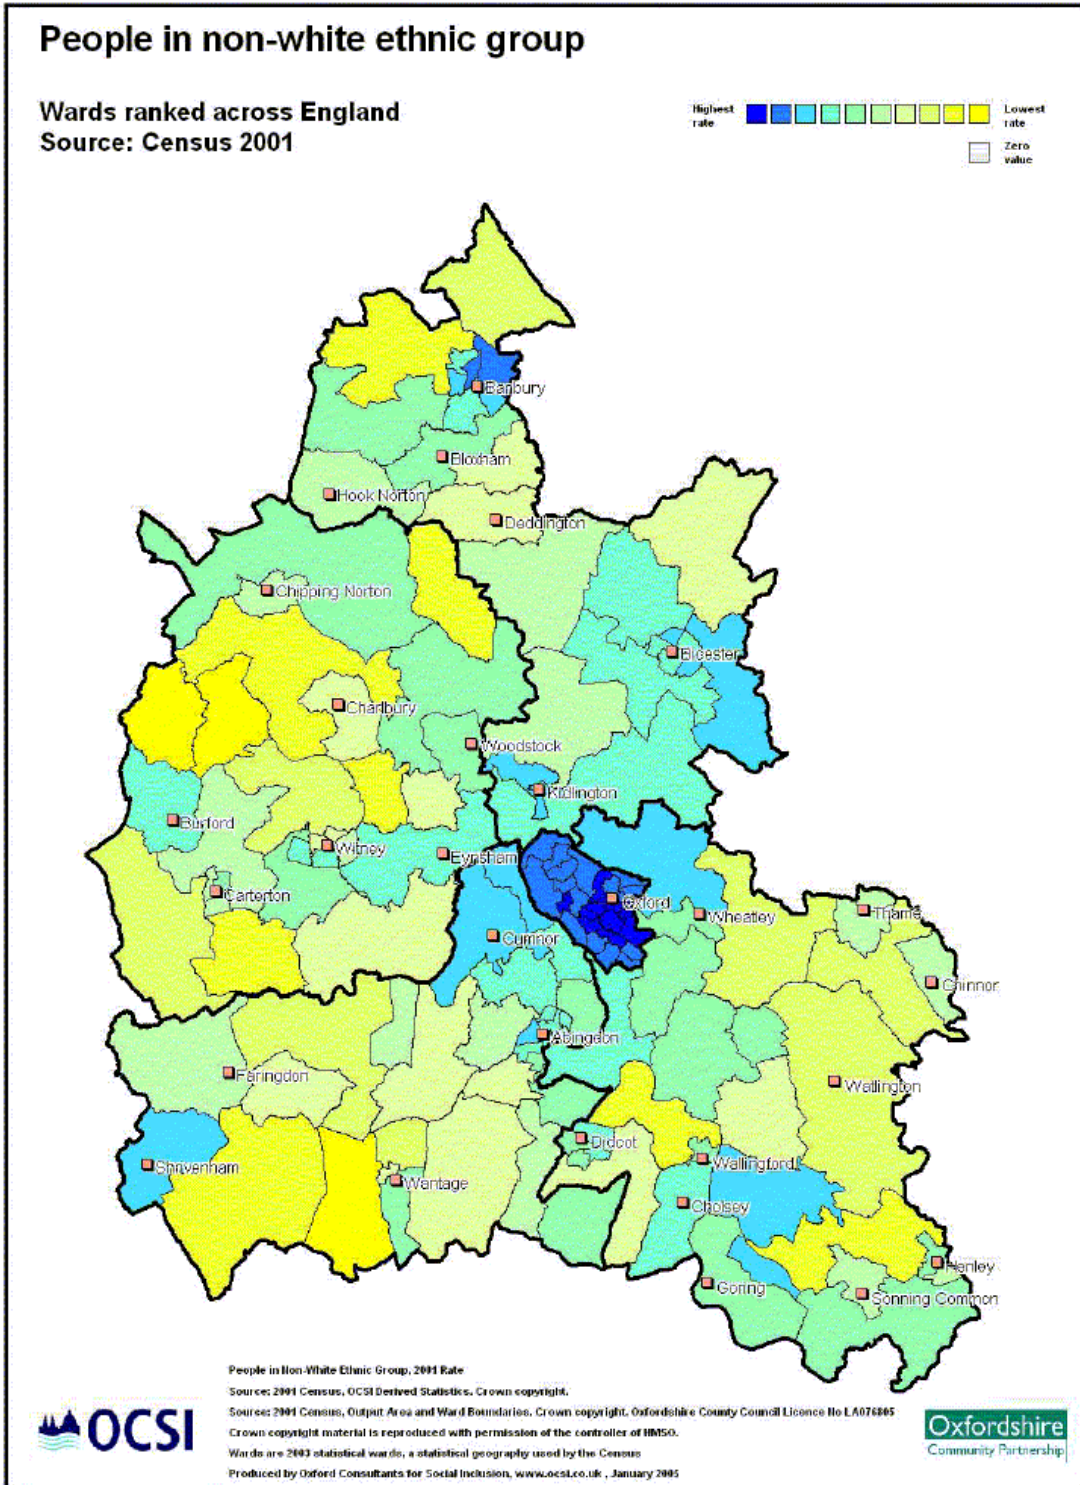 People in non-white ethnic group
Wards ranked across England
Source: Census 2001
Highest rate
Lowest rate
Zero value
Banbury
Bloxham
Hook Norton
Deddington
Chipping Norton
Bicester
Charlbury
Woodstock
Kidlington
Burford
Witney
Eynsham
Carterton
Oxford
Wheatley
Thame
Cumnor
Chinnor
Abingdon
Faringdon
Watlington
Didcot
Shrivenham
Wallingford
Wantage
Cholsey
Henley
Goring
Sonning Common
People in Non-White Ethnic Group, 2001 Rate
Source: 2001 Census, OCSI Derived Statistics. Crown copyright.
Source: 2001 Census, Output Area and Ward Boundaries. Crown copyright. Oxfordshire County Council Licence No LA076805
Crown copyright material is reproduced with permission of the controller of HMSO.
Wards are 2003 statistical wards, a statistical geography used by the Census
Produced by Oxford Consultants for Social Inclusion, www.ocsi.co.uk , January 2005
OCSI
Oxfordshire
Community Partnership